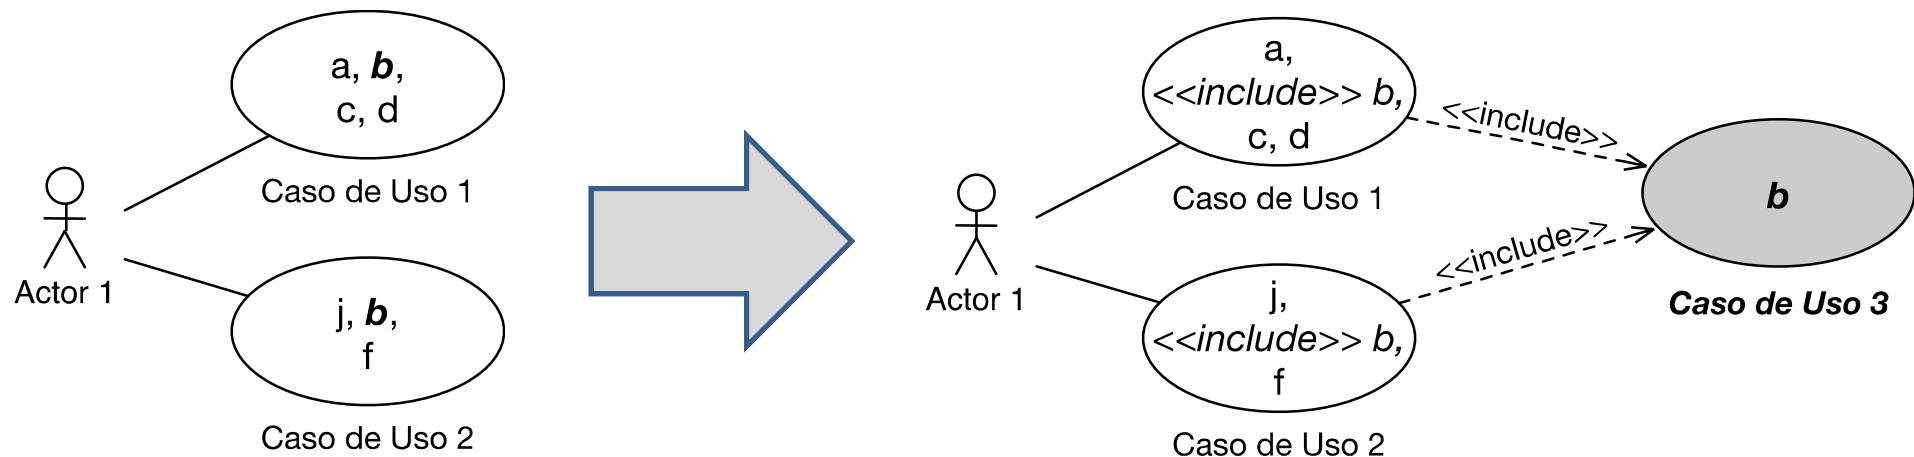 a, b,
c, d
Caso de Uso 1
Actor 1
j, b,
f
Caso de Uso 2
a,
<<include>> b,
c, d
Caso de Uso 1
<<include>>
Actor 1
j,
<<include>> b,
f
Caso de Uso 2
<<include>>
b
Caso de Uso 3